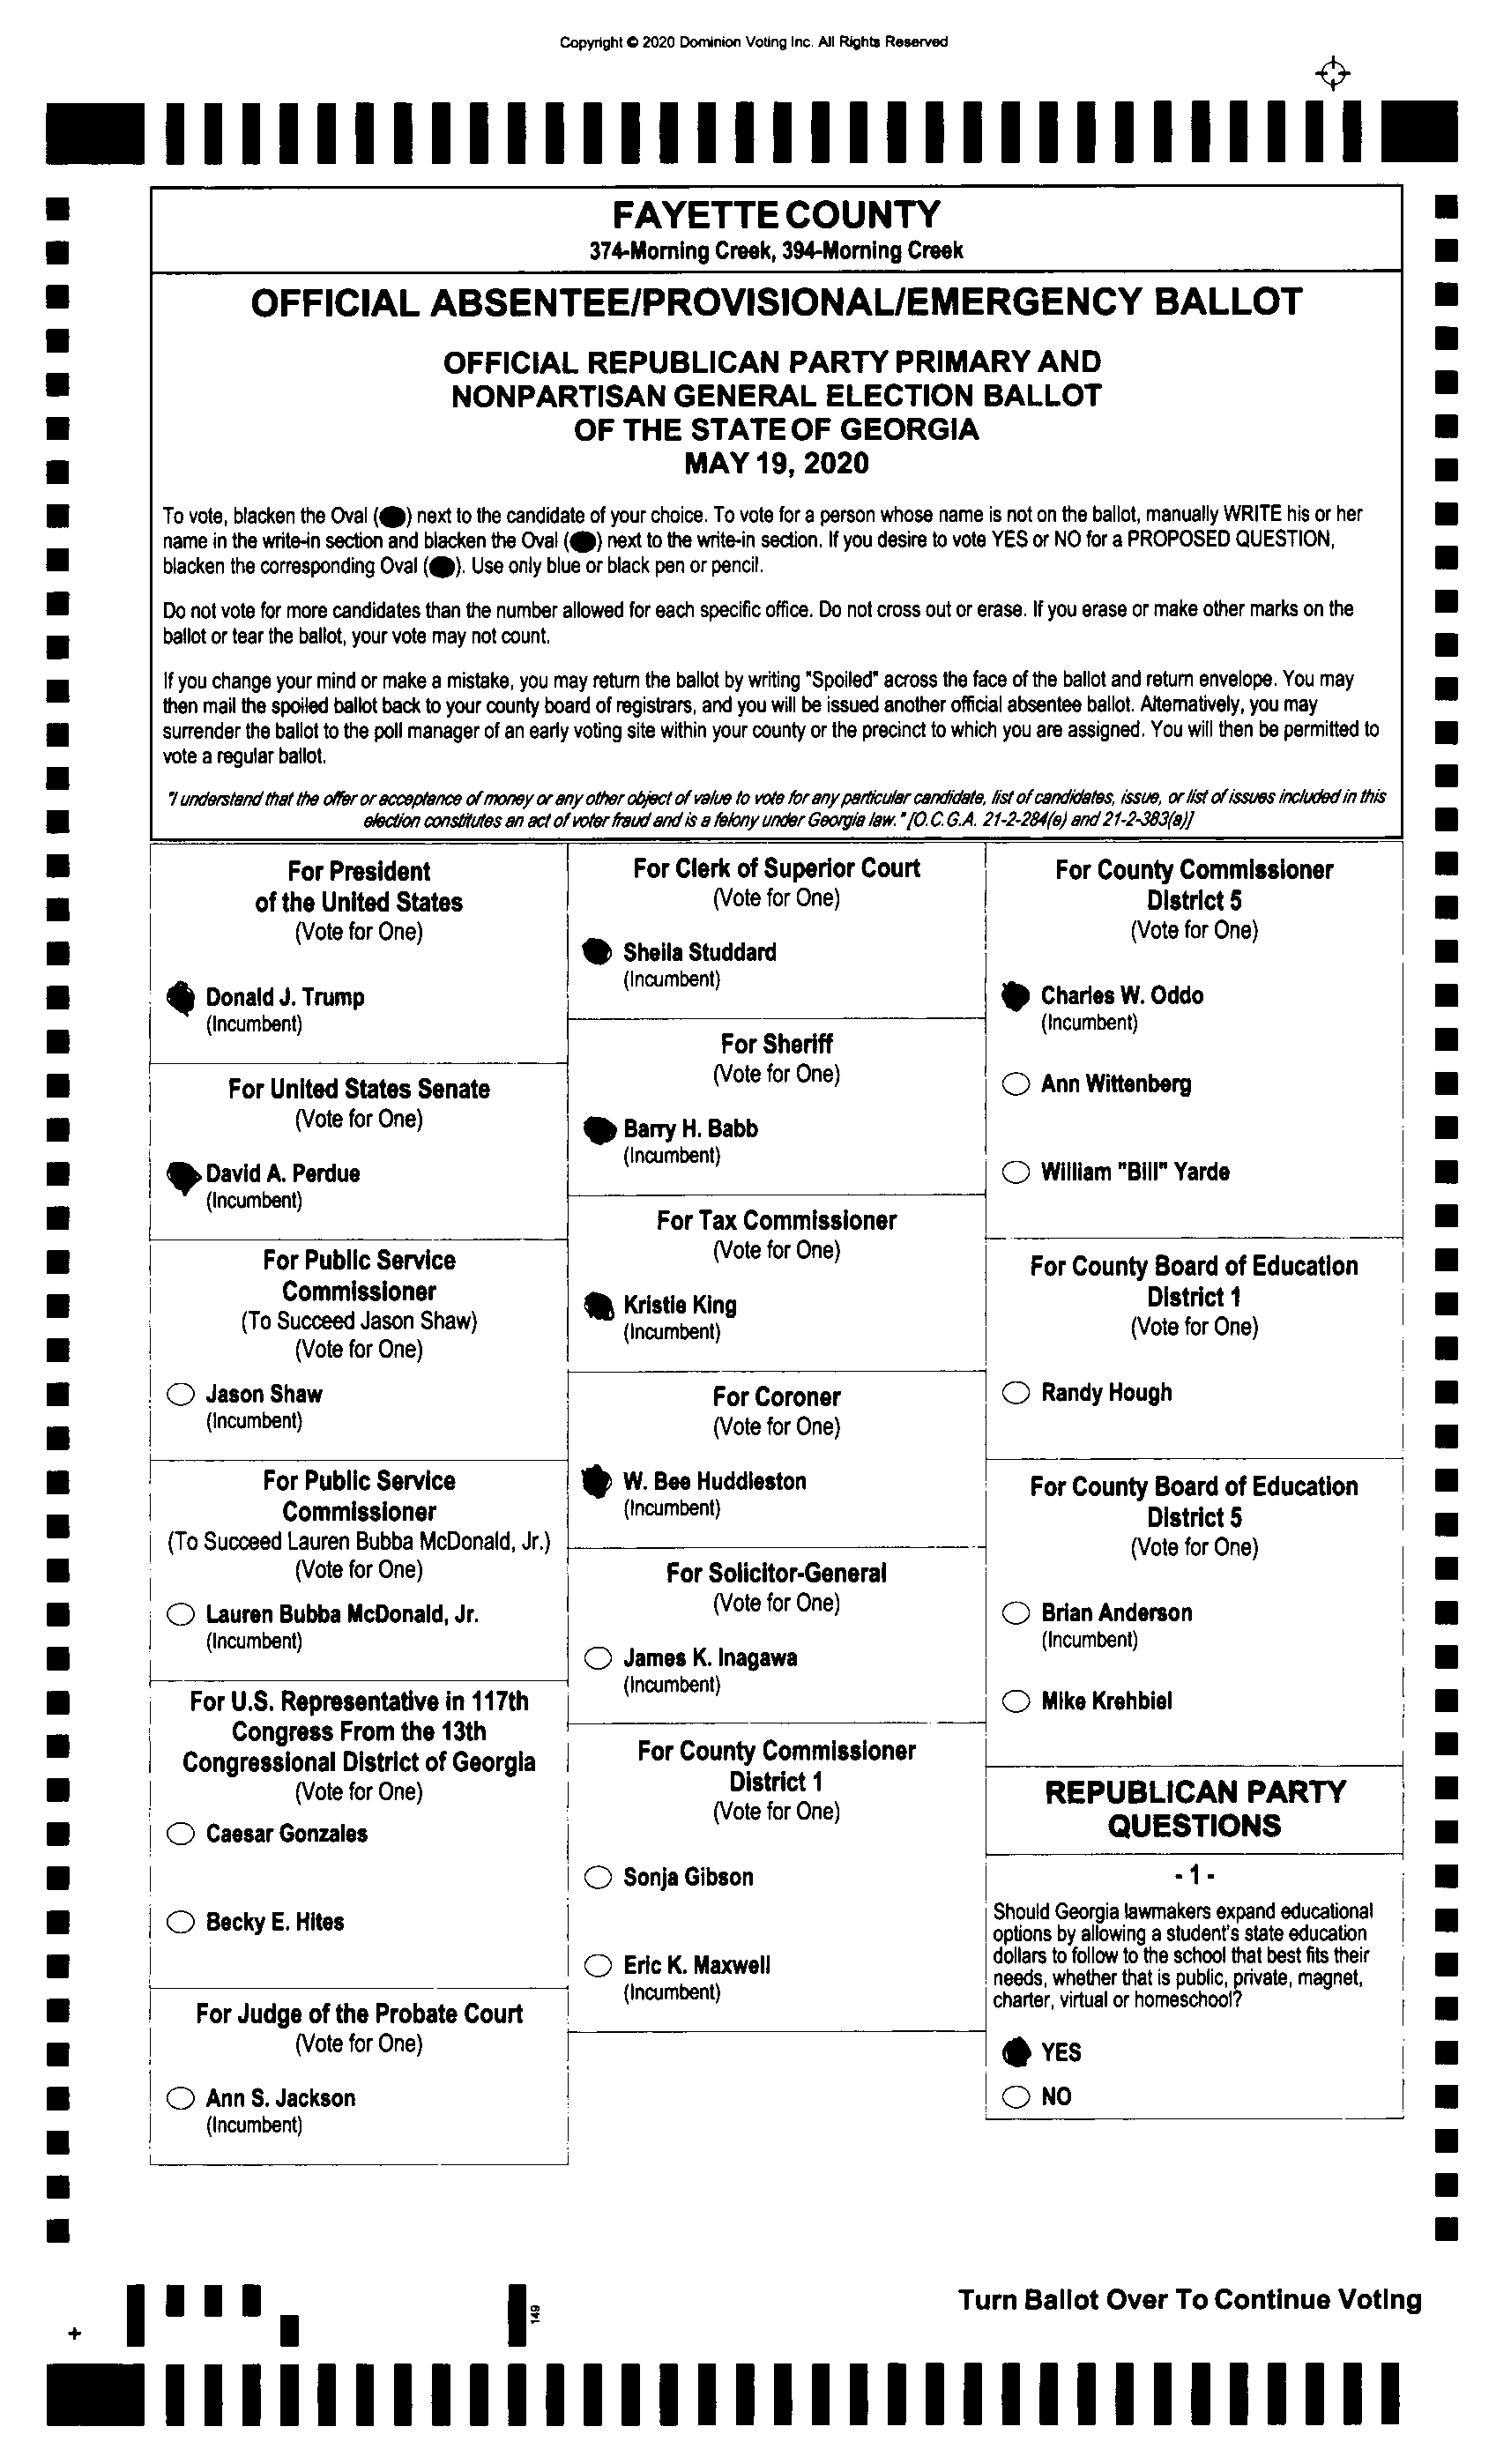 Copyright © 2020 Dominion Voting Inc. All Rights Reserved
FAYETTE COUNTY
374-Morning Creek, 394-Morning Creek
OFFICIAL ABSENTEE/PROVISIONAL/EMERGENCY BALLOT
OFFICIAL REPUBLICAN PARTY PRIMARY AND
NONPARTISAN GENERAL ELECTION BALLOT
OF THE STATE OF GEORGIA
MAY 19, 2020
To vote, blacken the Oval ( ) next to the candidate of your choice. To vote for a person whose name is not on the ballot, manually WRITE his or her
name in the write-in section and blacken the Oval ( ) next to the write-in section. If you desire to vote YES or NO for a PROPOSED QUESTION,
blacken the corresponding Oval ( ). Use only blue or black pen or pencil.
Do not vote for more candidates than the number allowed for each specific office. Do not cross out or erase. If you erase or make other marks on the
ballot or tear the ballot, your vote may not count.
If you change your mind or make a mistake, you may return the ballot by writing "Spoiled" across the face of the ballot and return envelope. You may
then mail the spoiled ballot back to your county board of registrars, and you will be issued another official absentee ballot. Alternatively, you may
surrender the ballot to the poll manager of an early voting site within your county or the precinct to which you are assigned. You will then be permitted to
vote a regular ballot.
"I understand that the offer or acceptance of money or any other object of value to vote for any particular candidate, list of candidates, issue, or list of issues included in this
election constitutes an act of voter fraud and is a felony under Georgia law." [O.C.G.A. 21-2-284(e) and 21-2-383(a)]
For President
of the United States
(Vote for One)
Donald J. Trump
(Incumbent)
For United States Senate
(Vote for One)
David A. Perdue
(Incumbent)
For Public Service
Commissioner
(To Succeed Jason Shaw)
(Vote for One)
Jason Shaw
(Incumbent)
For Public Service
Commissioner
(To Succeed Lauren Bubba McDonald, Jr.)
(Vote for One)
Lauren Bubba McDonald, Jr.
(Incumbent)
For U.S. Representative in 117th
Congress From the 13th
Congressional District of Georgia
(Vote for One)
Caesar Gonzales
Becky E. Hites
For Judge of the Probate Court
(Vote for One)
Ann S. Jackson
(Incumbent)
For Clerk of Superior Court
(Vote for One)
Sheila Studdard
(Incumbent)
For Sheriff
(Vote for One)
Barry H. Babb
(Incumbent)
For Tax Commissioner
(Vote for One)
Kristie King
(Incumbent)
For Coroner
(Vote for One)
W. Bee Huddleston
(Incumbent)
For Solicitor-General
(Vote for One)
James K. Inagawa
(Incumbent)
For County Commissioner
District 1
(Vote for One)
Sonja Gibson
Eric K. Maxwell
(Incumbent)
For County Commissioner
District 5
(Vote for One)
Charles W. Oddo
(Incumbent)
Ann Wittenberg
William "Bill" Yarde
For County Board of Education
District 1
(Vote for One)
Randy Hough
For County Board of Education
District 5
(Vote for One)
Brian Anderson
(Incumbent)
Mike Krehbiel
REPUBLICAN PARTY
QUESTIONS
- 1 -
Should Georgia lawmakers expand educational
options by allowing a student's state education
dollars to follow to the school that best fits their
needs, whether that is public, private, magnet,
charter, virtual or homeschool?
YES
NO
Turn Ballot Over To Continue Voting
149